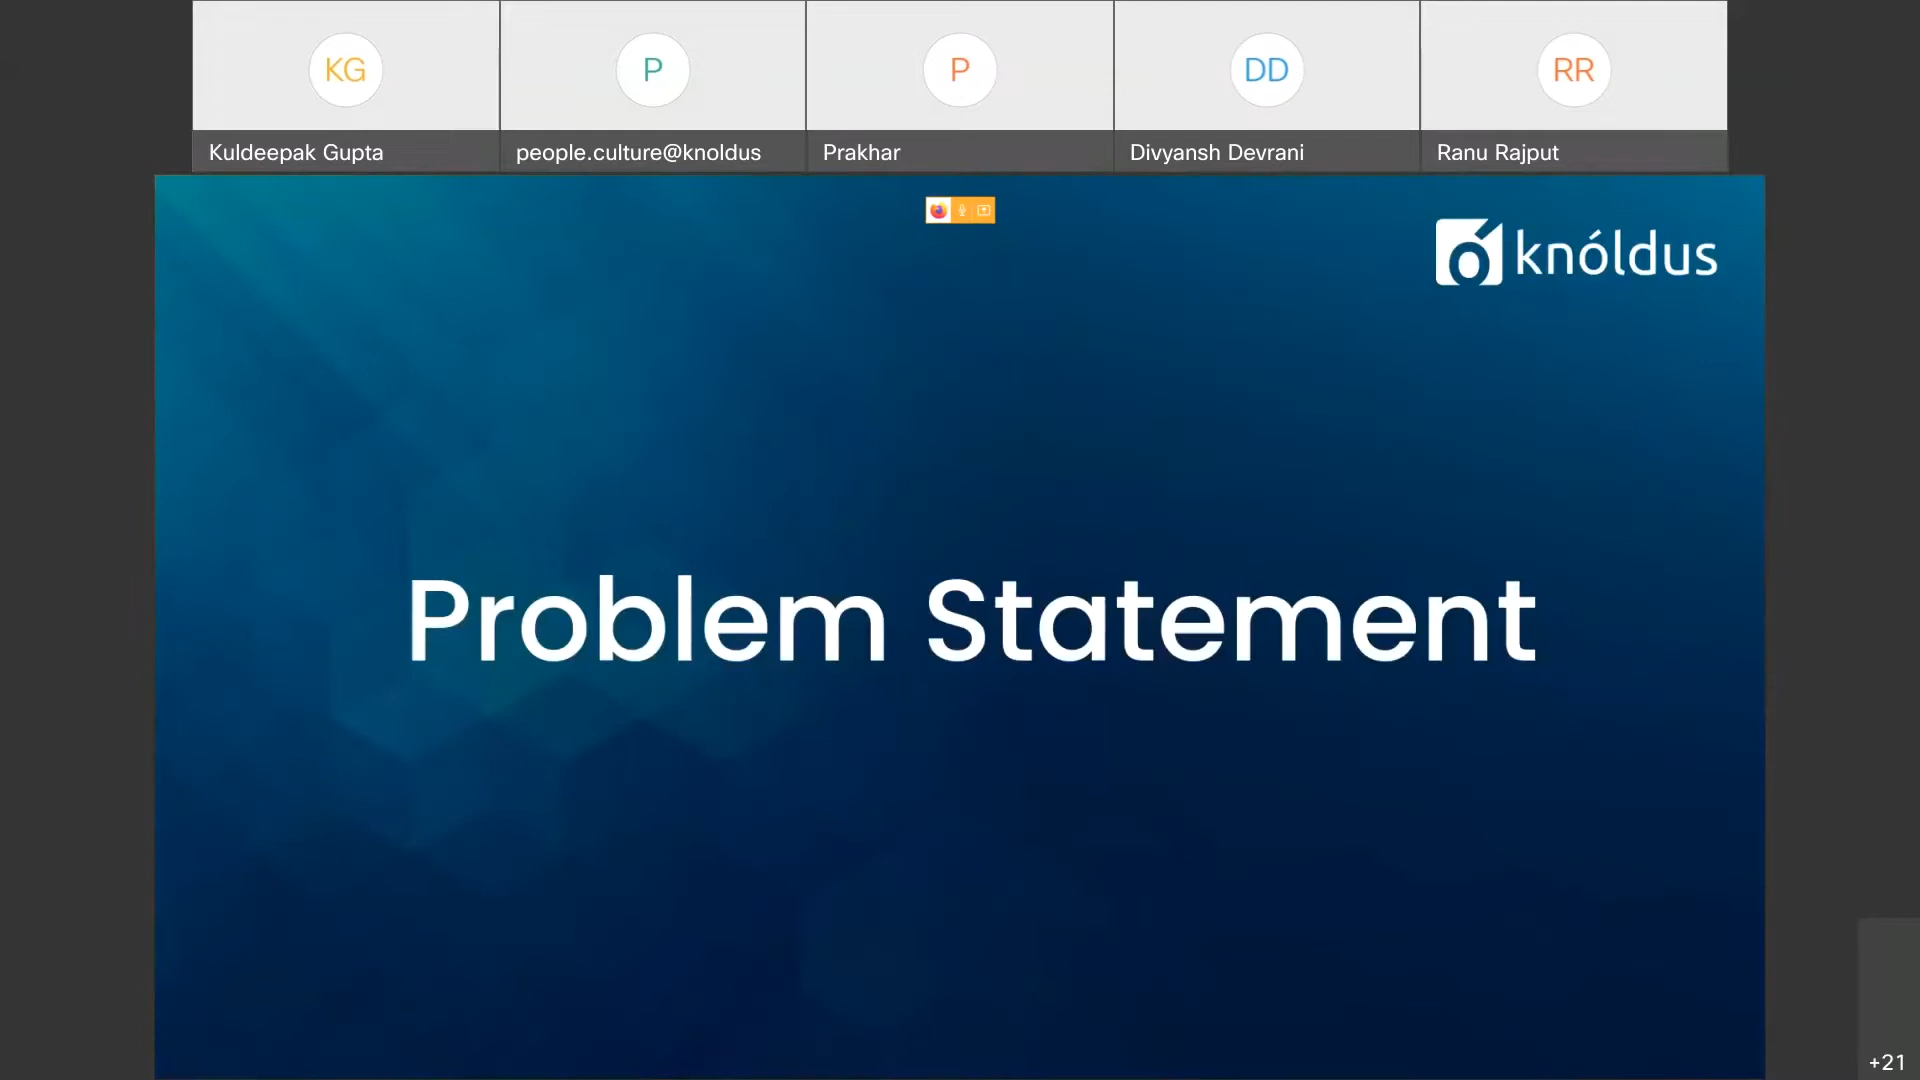 KG
P
P
DD
RR
Kuldeepak Gupta
people.culture@knoldus
Prakhar
Divyansh Devrani
Ranu Rajput
knóldus
Problem Statement
+21